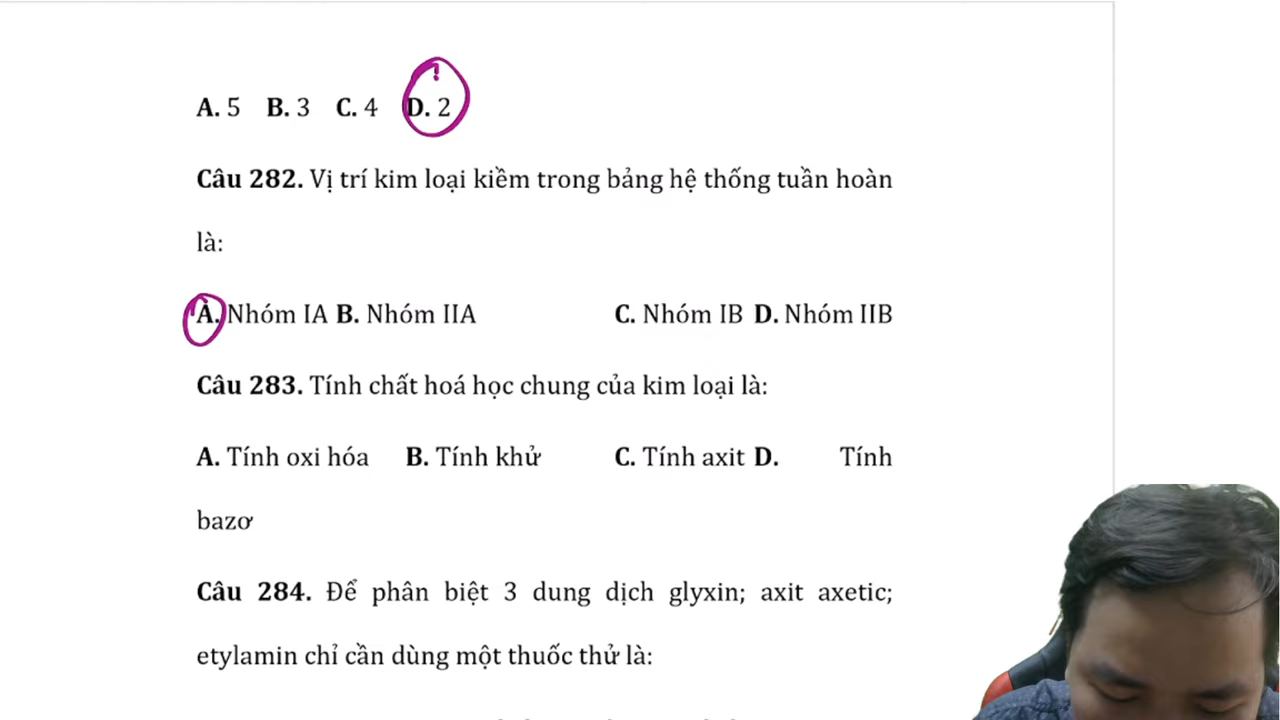 A. 5 B. 3 C. 4 D. 2
Câu 282. Vị trí kim loại kiềm trong bảng hệ thống tuần hoàn
là:
A. Nhóm IA B. Nhóm IIA C. Nhóm IB D. Nhóm IIB
Câu 283. Tính chất hoá học chung của kim loại là:
A. Tính oxi hóa B. Tính khử C. Tính axit D. Tính
bazơ
Câu 284. Để phân biệt 3 dung dịch glyxin; axit axetic;
etylamin chỉ cần dùng một thuốc thử là: